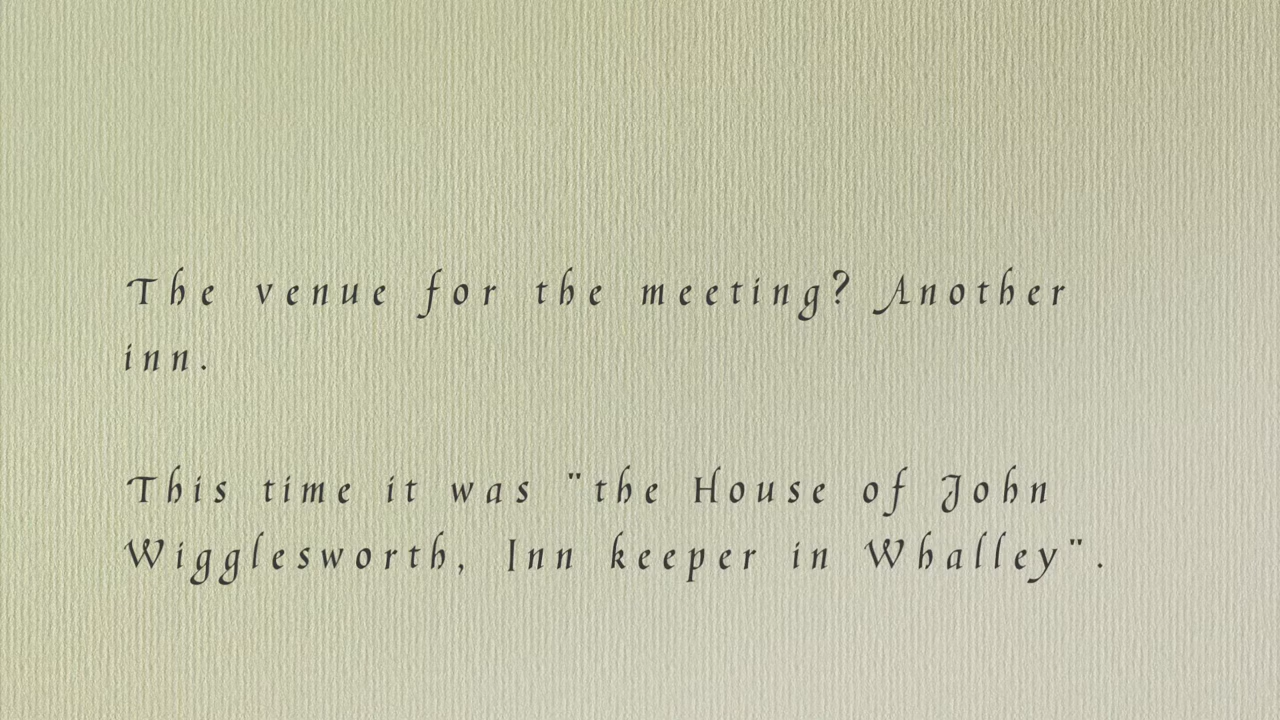 The venue for the meeting? Another
inn.
This time it was "the House of John
Wigglesworth, Inn keeper in Whalley".